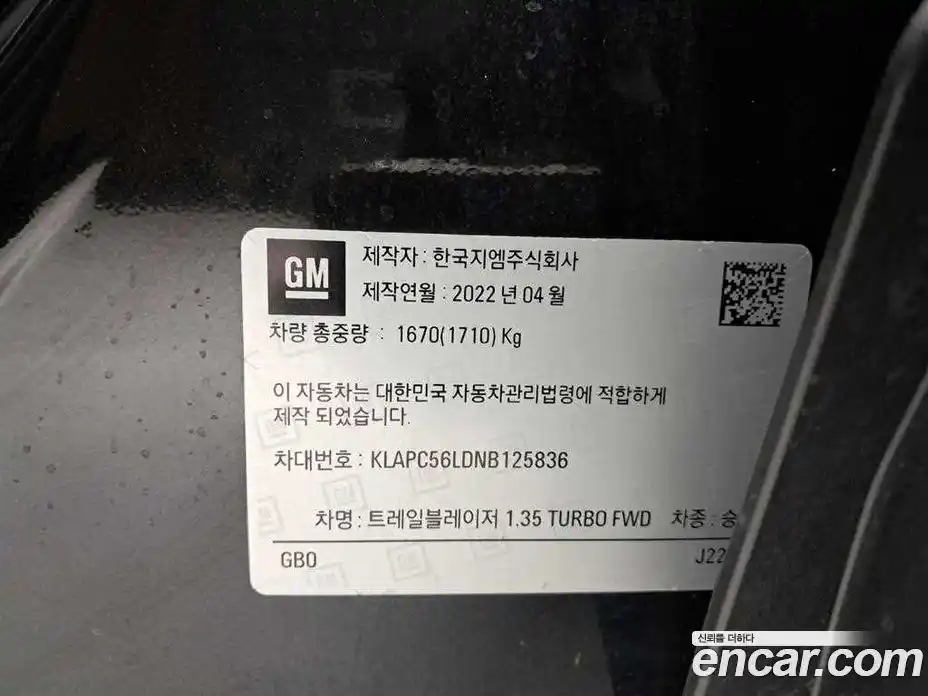 GM
제작자 : 한국지엠주식회사
제작연월 : 2022 년 04 월
차량 총중량 : 1670(1710) Kg
이 자동차는 대한민국 자동차관리법령에 적합하게
제작 되었습니다.
차대번호 : KLAPC56LDNB125836
차명 : 트레일블레이저 1.35 TURBO FWD 차종 : 승
GB0 J22
신뢰를 더하다
encar.com